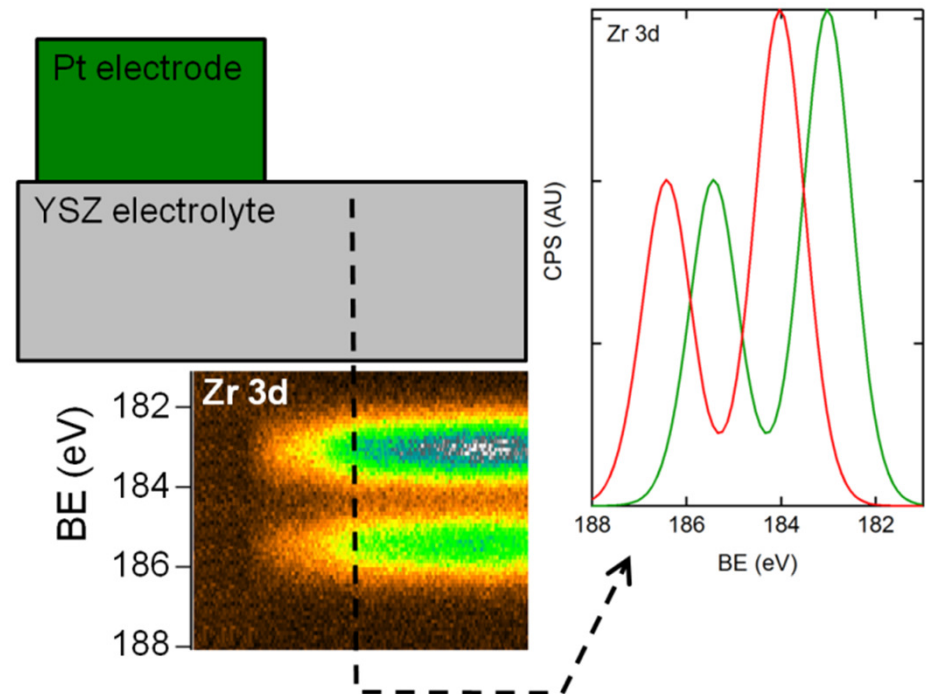 Pt electrode
YSZ electrolyte
Zr 3d
182
184
186
188
BE (eV)
Zr 3d
CPS (AU)
188
186
184
182
BE (eV)